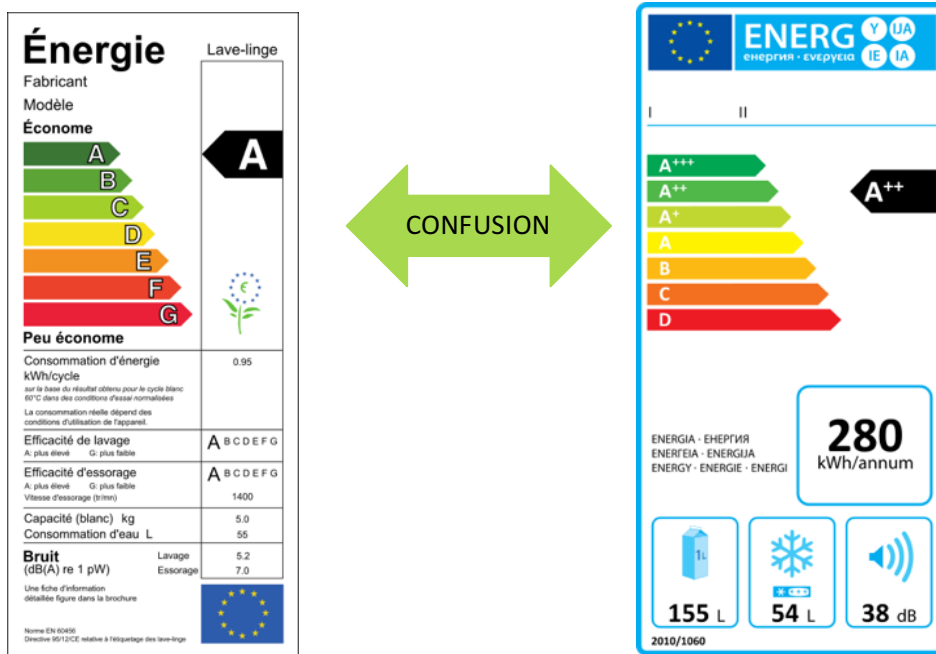 Énergie
Lave-linge
Fabricant
Modèle
Économe
A
A
B
C
D
E
F
G
Peu économe
Consommation d'énergie
kWh/cycle
0.95
sur la base du résultat obtenu pour le cycle blanc
60°C dans des conditions d'essai normalisées
La consommation réelle dépend des
conditions d'utilisation de l'appareil.
Efficacité de lavage
A B C D E F G
A: plus élevé G: plus faible
Efficacité d'essorage
A B C D E F G
A: plus élevé G: plus faible
Vitesse d'essorage (tr/mn)
1400
Capacité (blanc) kg
5.0
Consommation d'eau L
55
Bruit
Lavage
5.2
(dB(A) re 1 pW)
Essorage
7.0
Une fiche d'information
détaillée figure dans la brochure
Norme EN 60456
Directive 95/12/CE relative à l'étiquetage des lave-linge
CONFUSION
ENERG
Y
UA
енергия · ενεργεια
IE
IA
I
II
A+++
A++
A++
A+
A
B
C
D
ENERGIA · ЕНЕРГИЯ
ΕΝΕΡΓΕΙΑ · ENERGIJA
ENERGY · ENERGIE · ENERGI
280
kWh/annum
1L
155 L
54 L
38 dB
2010/1060